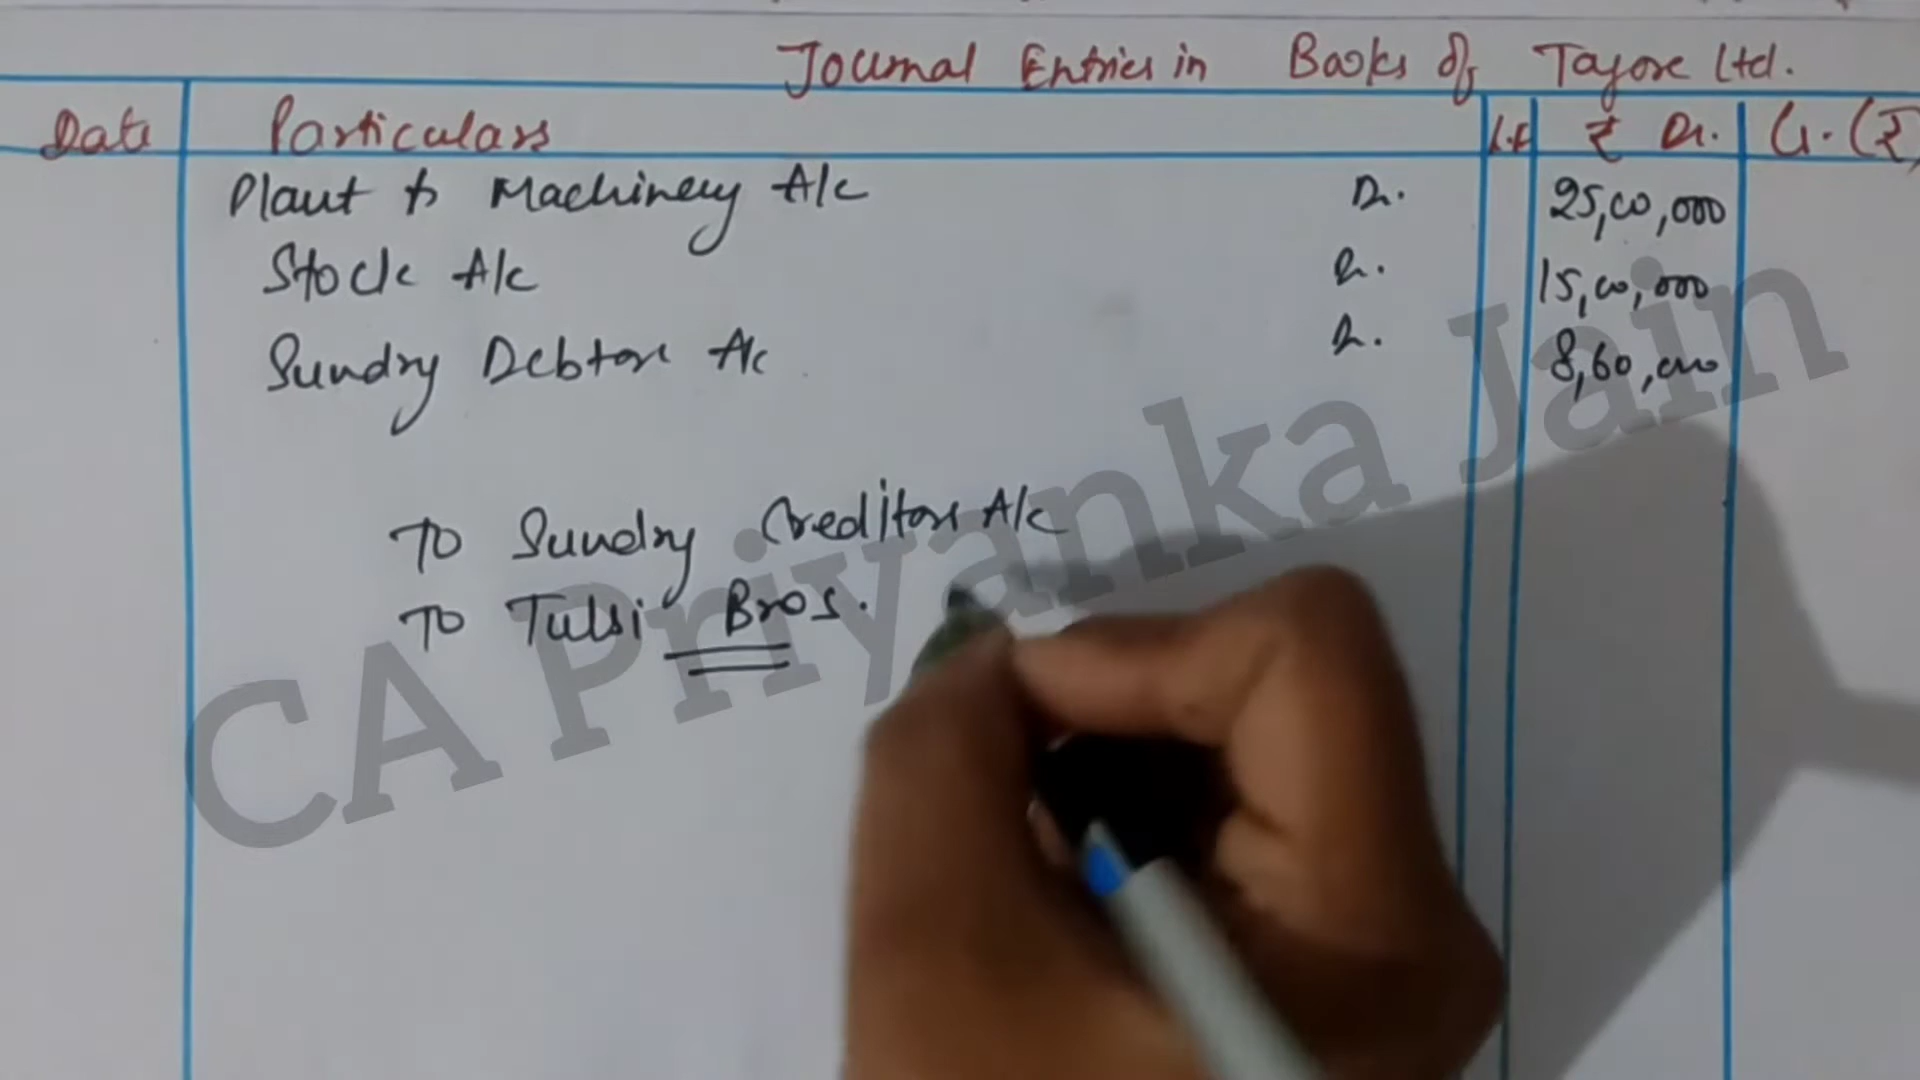 Journal Entries in Books of Tagore Ltd.
Date Particulars L.F ₹ Dr. Cr. (₹)
Plant & Machinery A/c Dr. 25,00,000
Stock A/c Dr. 15,00,000
Sundry Debtors A/c Dr. 8,60,000
To Sundry Creditors A/c
To Tulsi Bros.
CA Priyanka Jain